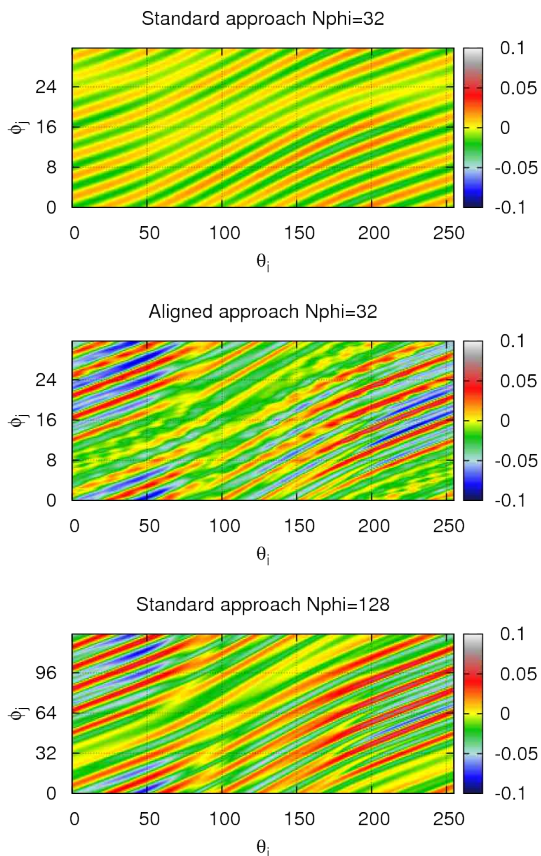 Standard approach Nphi=32
0.1
24 0.05
16 0
ϕj
8 -0.05
0 -0.1
0 50 100 150 200 250
θi
Aligned approach Nphi=32
0.1
24 0.05
16 0
ϕj
8 -0.05
0 -0.1
0 50 100 150 200 250
θi
Standard approach Nphi=128
0.1
96 0.05
64 0
ϕj
32 -0.05
0 -0.1
0 50 100 150 200 250
θi